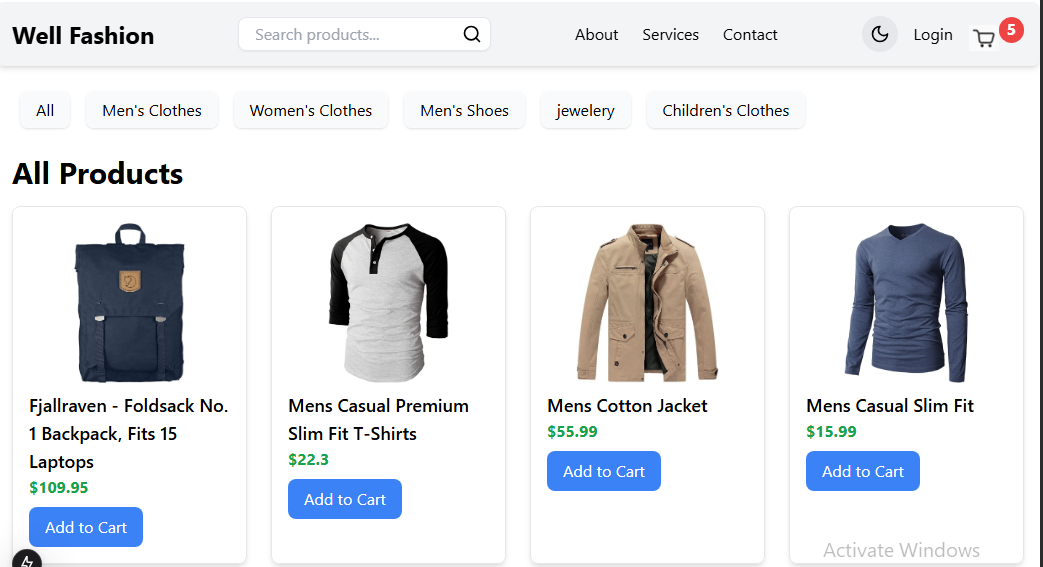 Well Fashion
Search products...
About Services Contact
Login
5
All Men's Clothes Women's Clothes Men's Shoes jewelery Children's Clothes
All Products
Fjallraven - Foldsack No.
1 Backpack, Fits 15
Laptops
$109.95
Add to Cart
Mens Casual Premium
Slim Fit T-Shirts
$22.3
Add to Cart
Mens Cotton Jacket
$55.99
Add to Cart
Mens Casual Slim Fit
$15.99
Add to Cart
Activate Windows